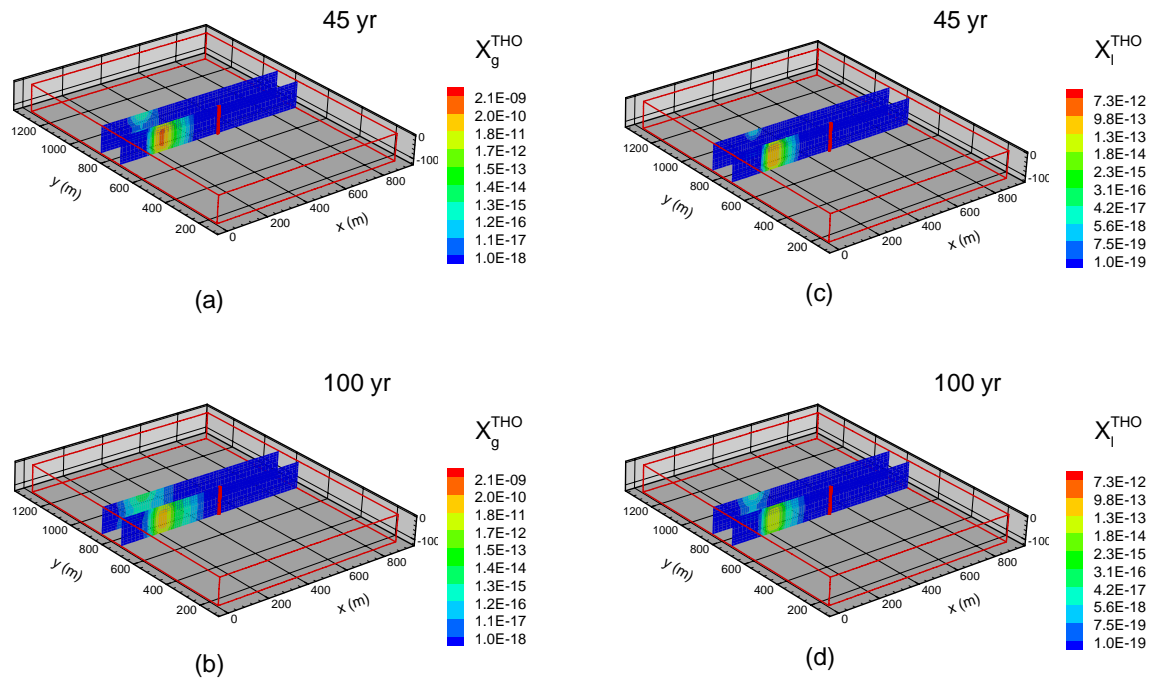 45 yr
X_g^THO
2.1E-09
2.0E-10
1.8E-11
1.7E-12
1.5E-13
1.4E-14
1.3E-15
1.2E-16
1.1E-17
1.0E-18
0
-100
1200
1000
800
600
400
200
y (m)
0
200
400
600
800
x (m)
(a)
45 yr
X_l^THO
7.3E-12
9.8E-13
1.3E-13
1.8E-14
2.3E-15
3.1E-16
4.2E-17
5.6E-18
7.5E-19
1.0E-19
0
-100
1200
1000
800
600
400
200
y (m)
0
200
400
600
800
x (m)
(c)
100 yr
X_g^THO
2.1E-09
2.0E-10
1.8E-11
1.7E-12
1.5E-13
1.4E-14
1.3E-15
1.2E-16
1.1E-17
1.0E-18
0
-100
1200
1000
800
600
400
200
y (m)
0
200
400
600
800
x (m)
(b)
100 yr
X_l^THO
7.3E-12
9.8E-13
1.3E-13
1.8E-14
2.3E-15
3.1E-16
4.2E-17
5.6E-18
7.5E-19
1.0E-19
0
-100
1200
1000
800
600
400
200
y (m)
0
200
400
600
800
x (m)
(d)